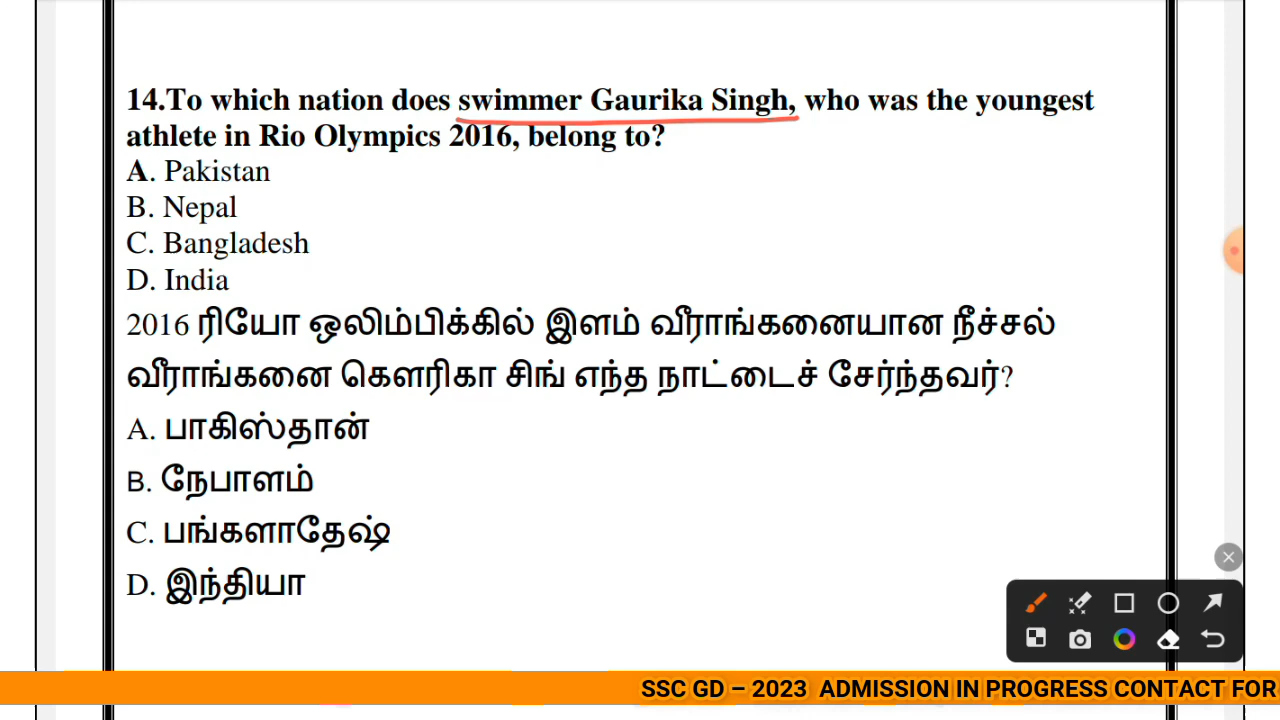 14.To which nation does swimmer Gaurika Singh, who was the youngest
athlete in Rio Olympics 2016, belong to?
A. Pakistan
B. Nepal
C. Bangladesh
D. India
2016 ரியோ ஒலிம்பிக்கில் இளம் வீராங்கனையான நீச்சல்
வீராங்கனை கௌரிகா சிங் எந்த நாட்டைச் சேர்ந்தவர்?
A. பாகிஸ்தான்
B. நேபாளம்
C. பங்களாதேஷ்
D. இந்தியா
SSC GD – 2023 ADMISSION IN PROGRESS CONTACT FOR